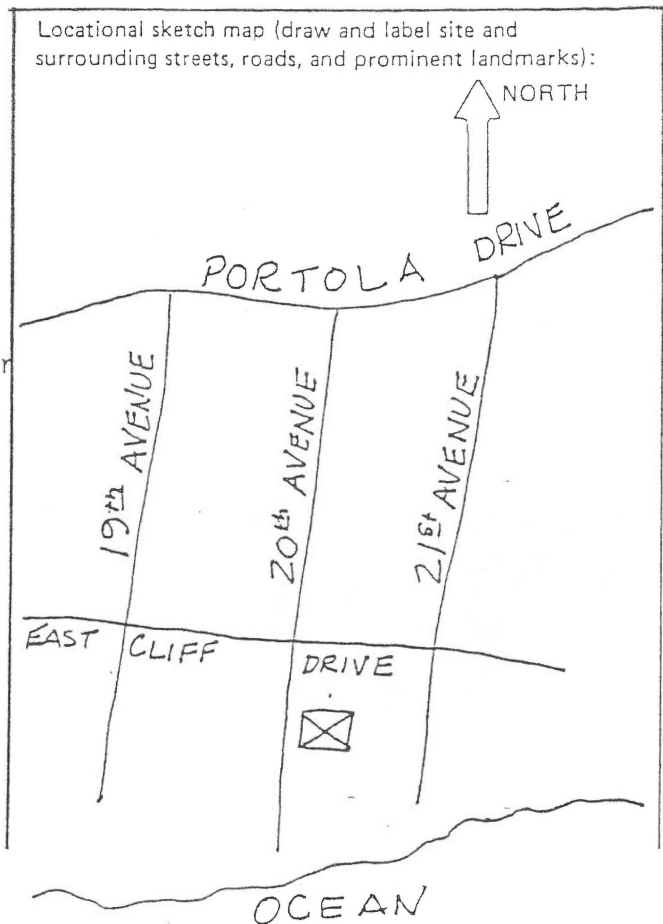 Locational sketch map (draw and label site and
surrounding streets, roads, and prominent landmarks):
NORTH
PORTOLA DRIVE
19th AVENUE
20th AVENUE
21st AVENUE
EAST CLIFF DRIVE
OCEAN
r